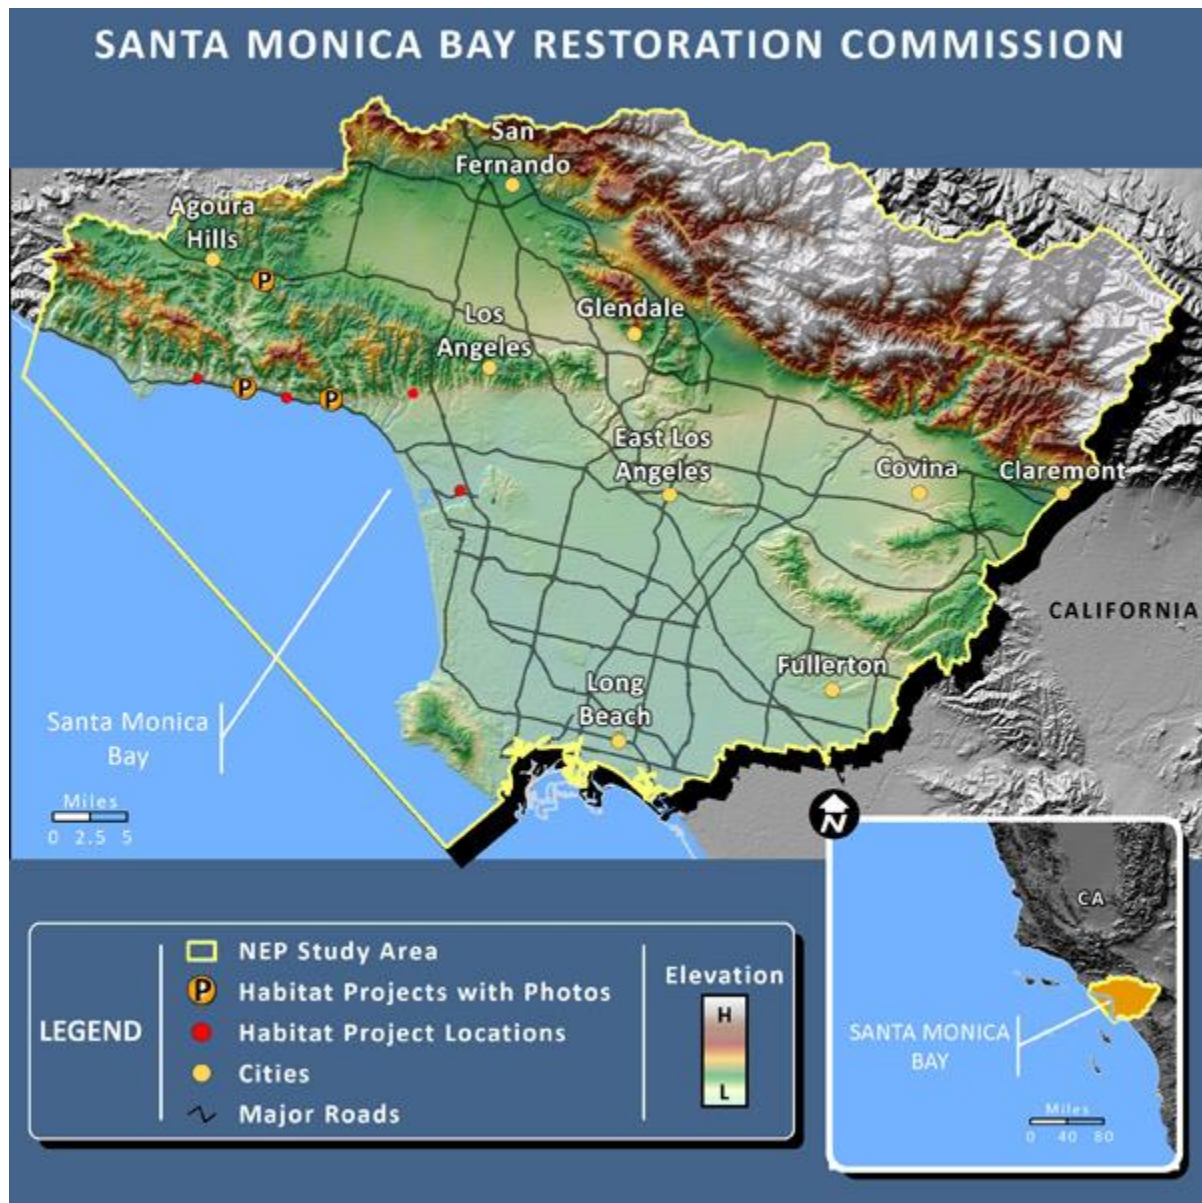 SANTA MONICA BAY RESTORATION COMMISSION
San
Fernando
Agoura
Hills
P
Glendale
Los
Angeles
P
P
East Los
Angeles
Covina
Claremont
CALIFORNIA
Fullerton
Long
Beach
Santa Monica
Bay
Miles
0 2.5 5
N
CA
SANTA MONICA
BAY
Miles
0 40 80
LEGEND
NEP Study Area
P
Habitat Projects with Photos
Habitat Project Locations
Cities
Major Roads
Elevation
H
L